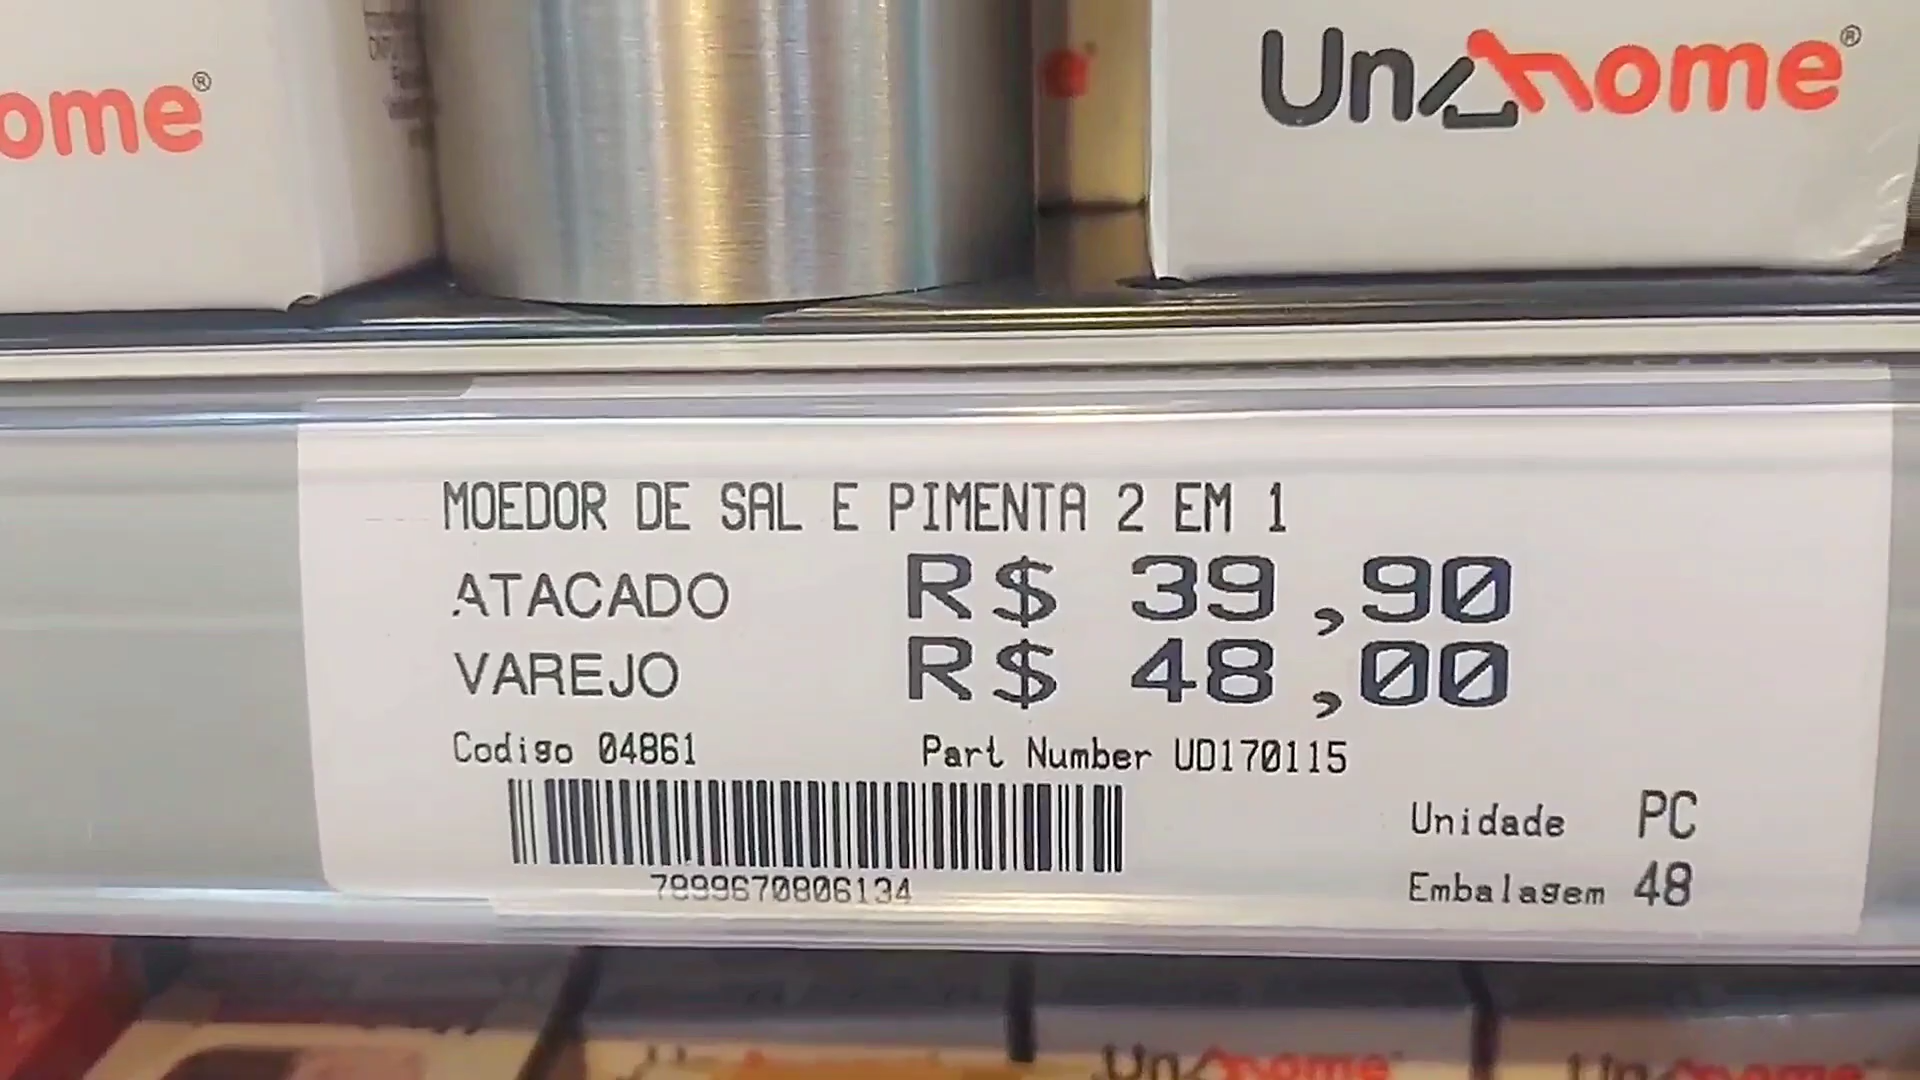 ome®
Unihome®
MOEDOR DE SAL E PIMENTA 2 EM 1
ATACADO R$ 39,90
VAREJO R$ 48,00
Codigo 04861 Part Number UD170115
7899670806134
Unidade PC
Embalagem 48